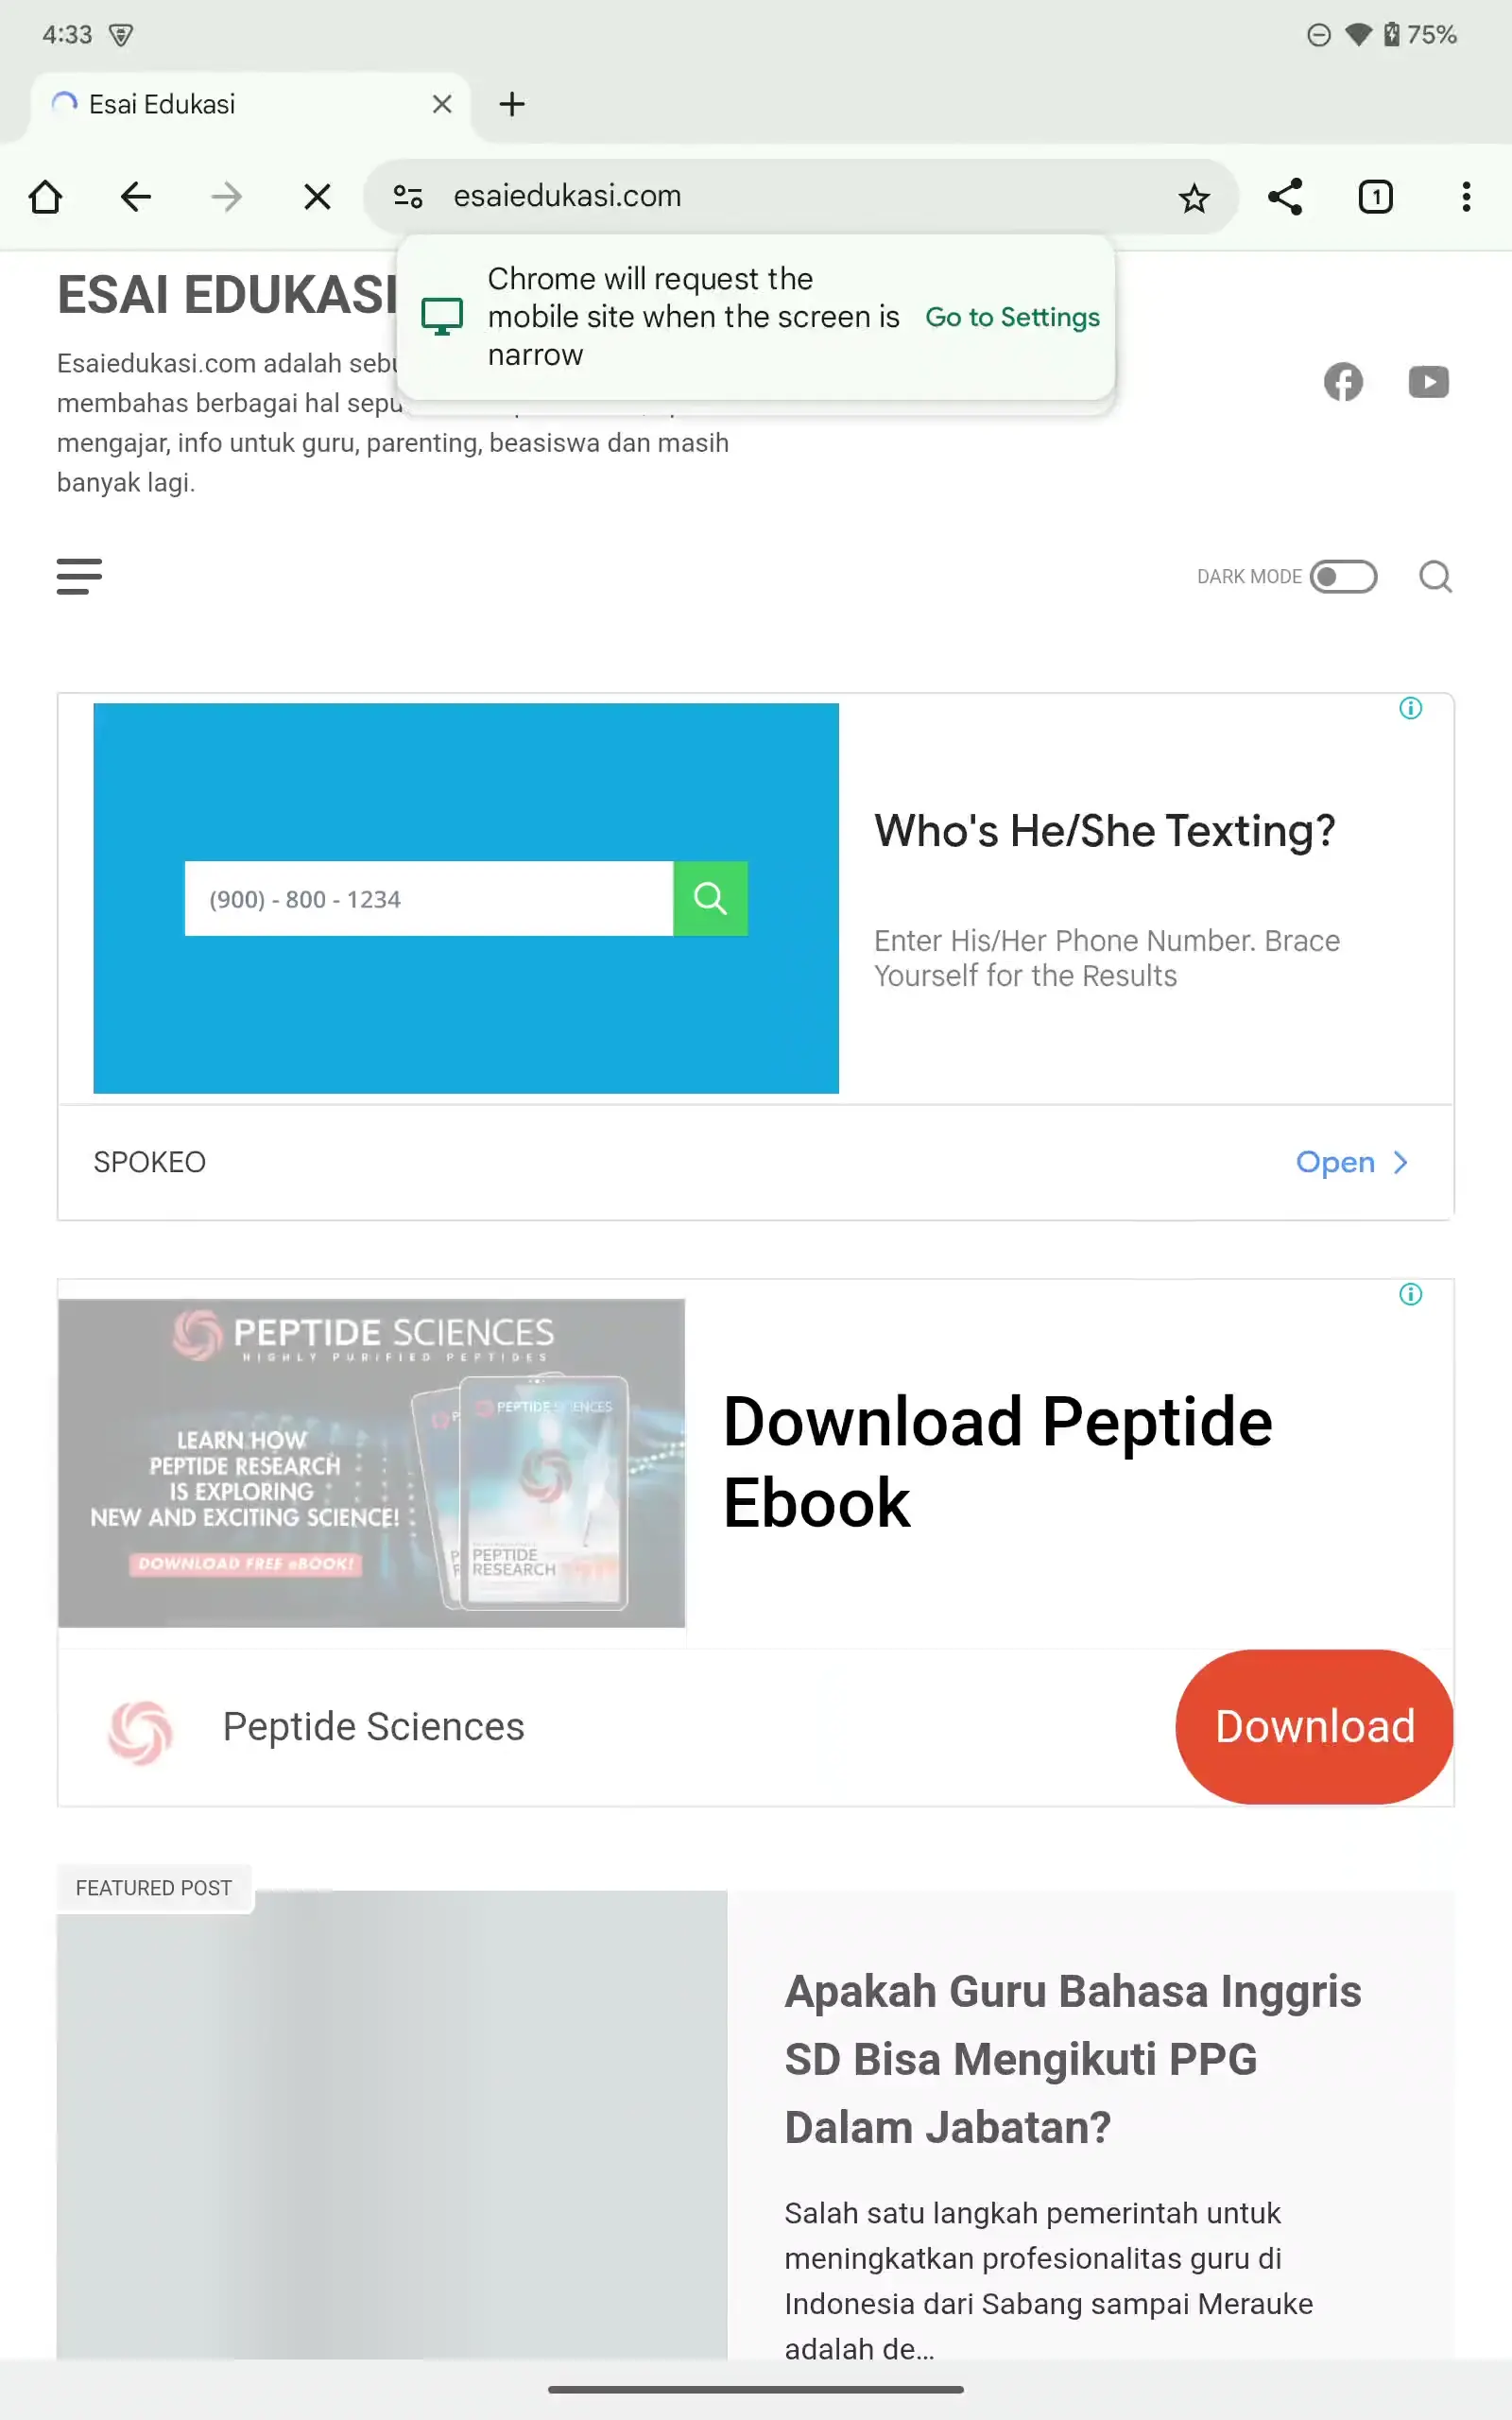 4:33
75%
Esai Edukasi
esaiedukasi.com
1
Chrome will request the
mobile site when the screen is
narrow
Go to Settings
ESAI EDUKASI
Esaiedukasi.com adalah
membahas berbagai hal
mengajar, info untuk guru, parenting, beasiswa dan masih
banyak lagi.
DARK MODE
(900) - 800 - 1234
Who's He/She Texting?
Enter His/Her Phone Number. Brace
Yourself for the Results
SPOKEO
Open
PEPTIDE SCIENCES
HIGHLY PURIFIED PEPTIDES
LEARN HOW
PEPTIDE RESEARCH
IS EXPLORING
NEW AND EXCITING SCIENCE!
DOWNLOAD FREE eBOOK!
PEPTIDE SCIENCES
PEPTIDE
RESEARCH
Download Peptide
Ebook
Peptide Sciences
Download
FEATURED POST
Apakah Guru Bahasa Inggris
SD Bisa Mengikuti PPG
Dalam Jabatan?
Salah satu langkah pemerintah untuk
meningkatkan profesionalitas guru di
Indonesia dari Sabang sampai Merauke
adalah de...